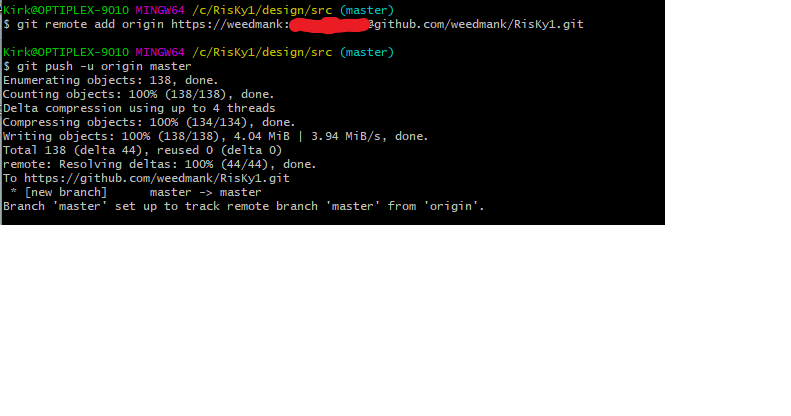 Kirk@OPTIPLEX-9010 MINGW64 /c/RisKy1/design/src (master)
$ git remote add origin https://weedmank:@github.com/weedmank/RisKy1.git
Kirk@OPTIPLEX-9010 MINGW64 /c/RisKy1/design/src (master)
$ git push -u origin master
Enumerating objects: 138, done.
Counting objects: 100% (138/138), done.
Delta compression using up to 4 threads
Compressing objects: 100% (134/134), done.
Writing objects: 100% (138/138), 4.04 MiB | 3.94 MiB/s, done.
Total 138 (delta 44), reused 0 (delta 0)
remote: Resolving deltas: 100% (44/44), done.
To https://github.com/weedmank/RisKy1.git
 * [new branch]      master -> master
Branch 'master' set up to track remote branch 'master' from 'origin'.